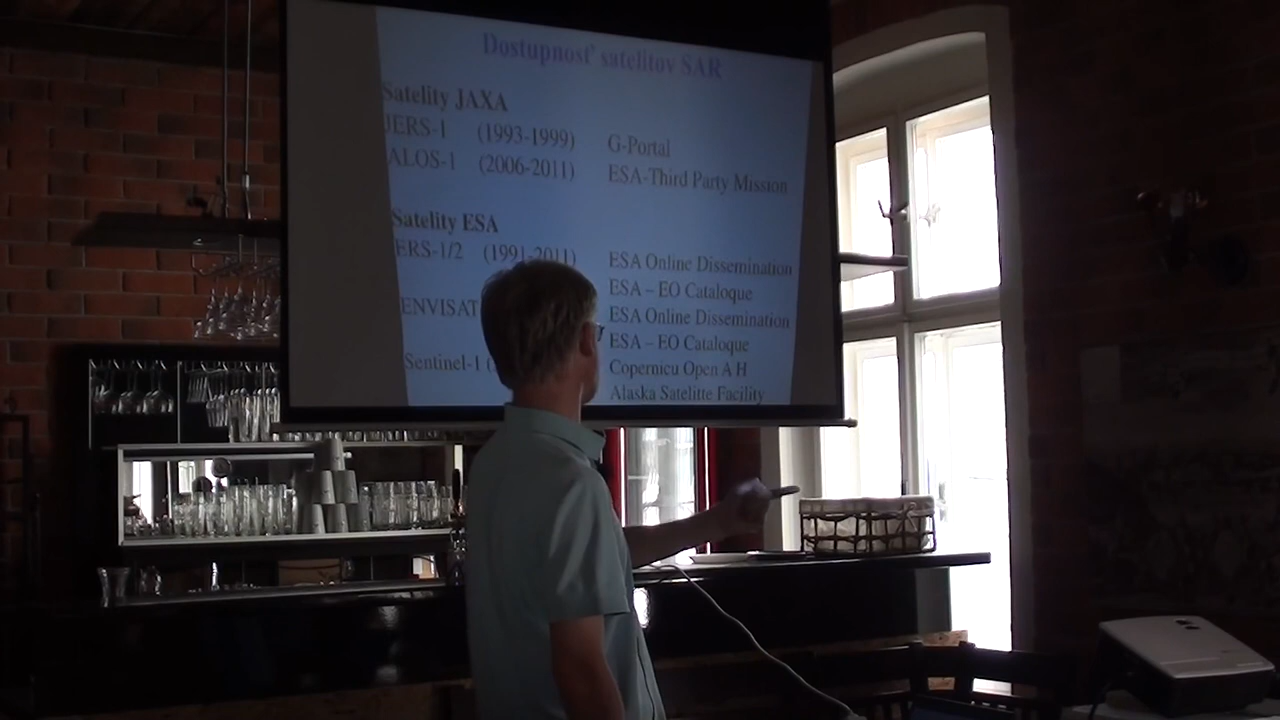 Dostupnosť satelitov SAR
Satelity JAXA
JERS-1 (1993-1999) G-Portal
ALOS-1 (2006-2011) ESA-Third Party Mission
Satelity ESA
ERS-1/2 (1991-2011) ESA Online Dissemination
ESA – EO Cataloque
ENVISAT ESA Online Dissemination
ESA – EO Cataloque
Sentinel-1 ( Copernicu Open A H
Alaska Satelitte Facility